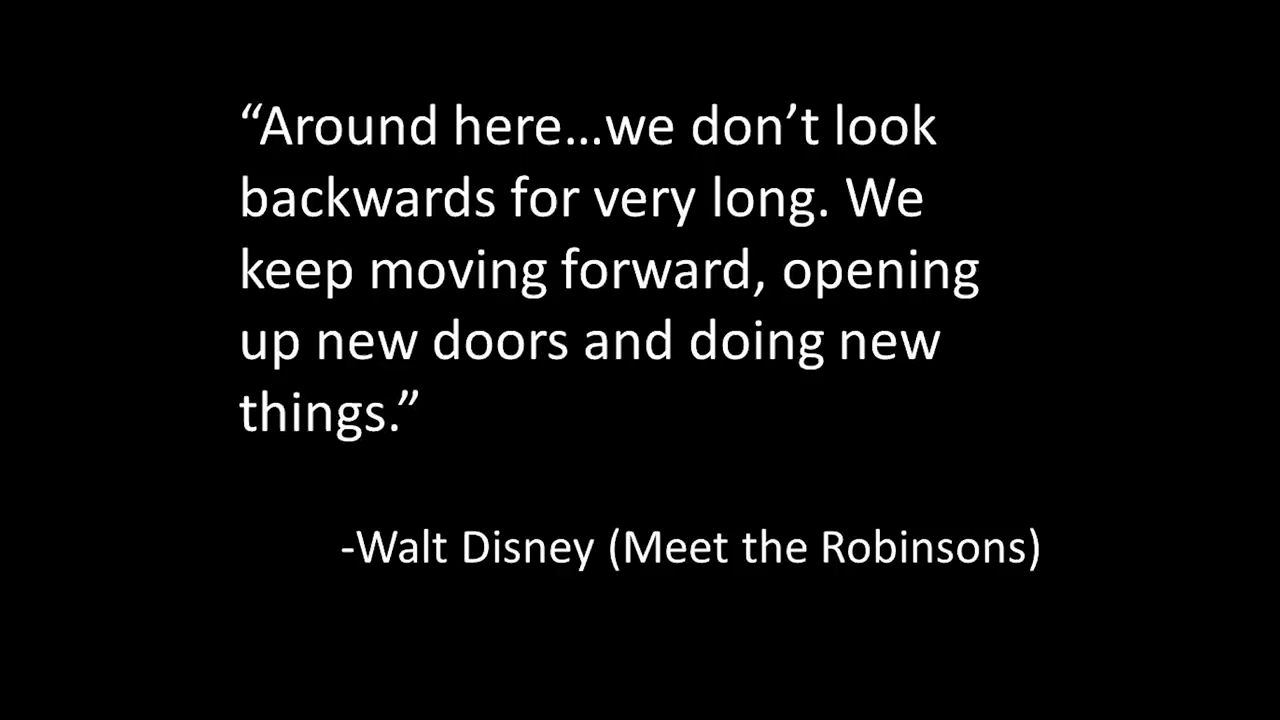 “Around here…we don’t look
backwards for very long. We
keep moving forward, opening
up new doors and doing new
things.”
-Walt Disney (Meet the Robinsons)